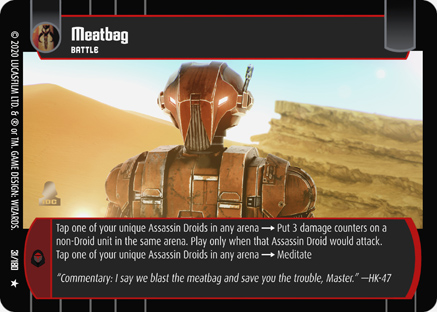 Meatbag
BATTLE
Tap one of your unique Assassin Droids in any arena → Put 3 damage counters on a
non-Droid unit in the same arena. Play only when that Assassin Droid would attack.
Tap one of your unique Assassin Droids in any arena → Meditate
"Commentary: I say we blast the meatbag and save you the trouble, Master." —HK-47
© 2020 LUCASFILM LTD. & ® or TM. GAME DESIGN: WIZARDS.